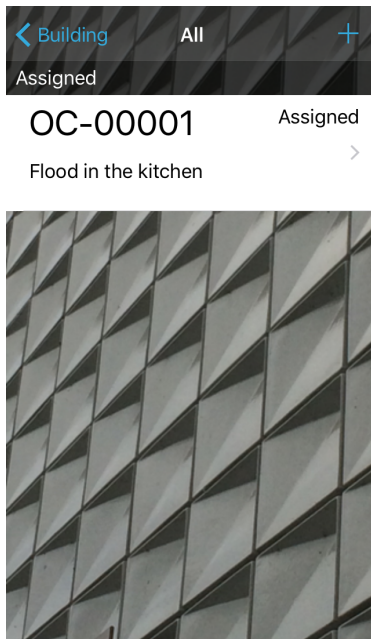 Building
All
Assigned
OC-00001
Assigned
Flood in the kitchen